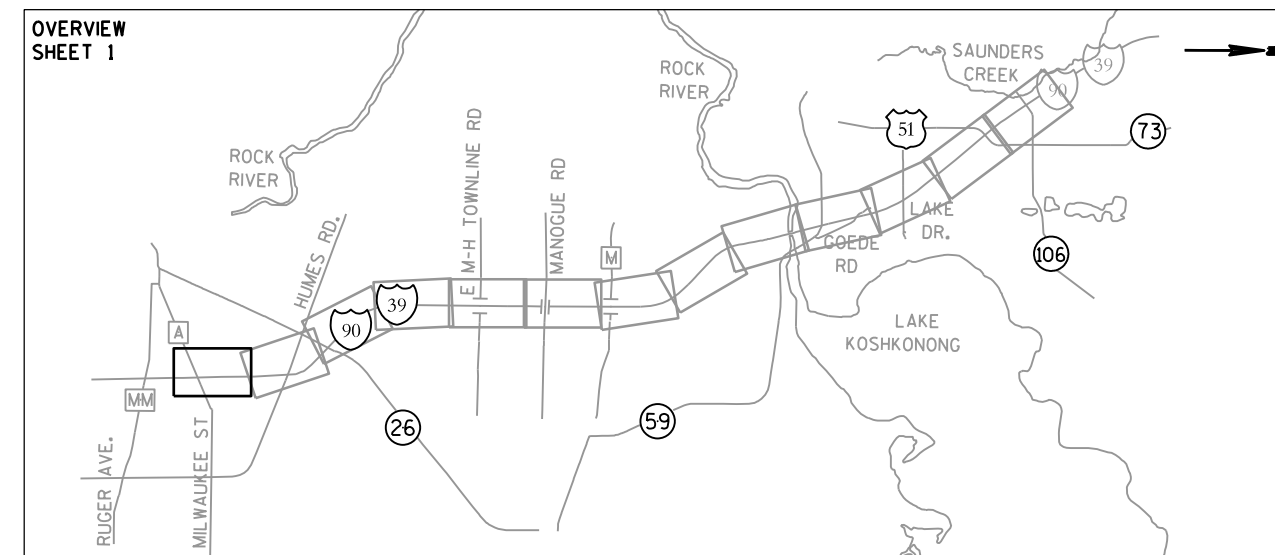 OVERVIEW
SHEET 1
SAUNDERS
CREEK
39
90
ROCK
RIVER
51
73
ROCK
RIVER
E M-H TOWNLINE RD
MANOGUE RD
HUMES RD.
LAKE
DR.
GOEDE
RD
M
106
39
90
A
LAKE
KOSHKONONG
MM
26
59
RUGER AVE.
MILWAUKEE ST